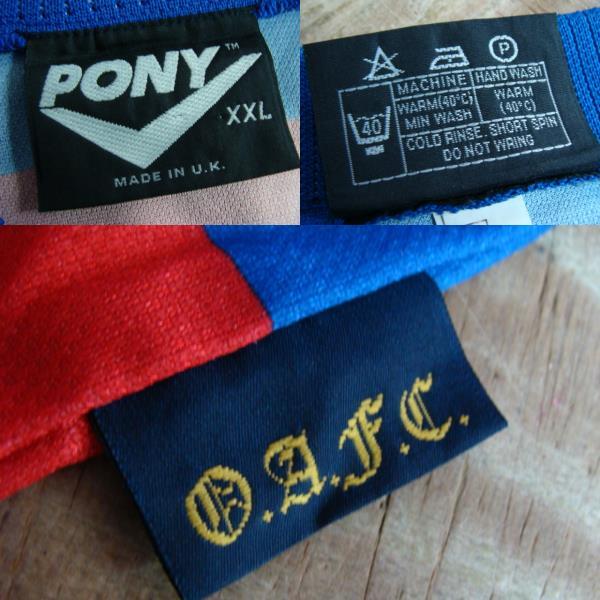 PONY™
XXL
MADE IN U.K.
P
40
MACHINE
WARM(40°C)
MIN WASH
HAND WASH
WARM
(40°C)
COLD RINSE. SHORT SPIN
DO NOT WRING
O.A.F.C.